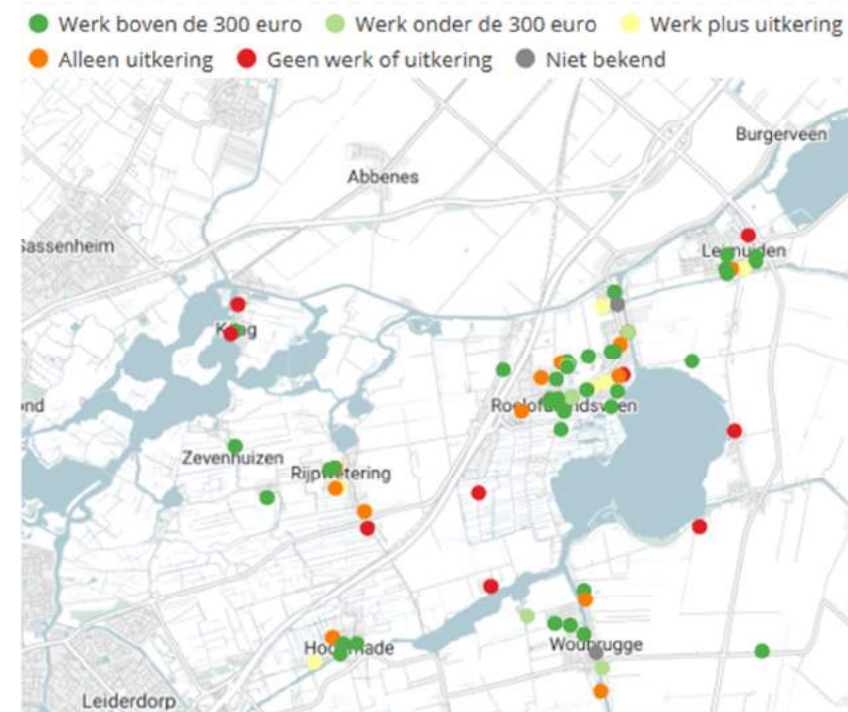 Werk boven de 300 euro Werk onder de 300 euro Werk plus uitkering
Alleen uitkering Geen werk of uitkering Niet bekend
Burgerveen
Abbenes
Sassenheim
Zevenhuizen
Rijpwetering
Woubrugge
Leiderdorp